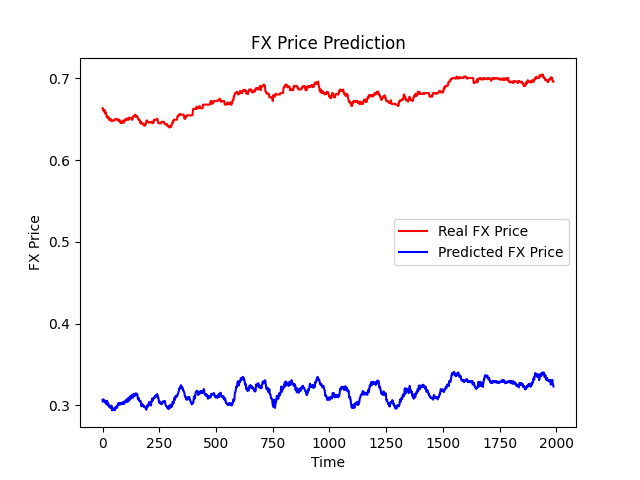 FX Price Prediction
FX Price
0.7
0.6
0.5
0.4
0.3
Real FX Price
Predicted FX Price
0 250 500 750 1000 1250 1500 1750 2000
Time